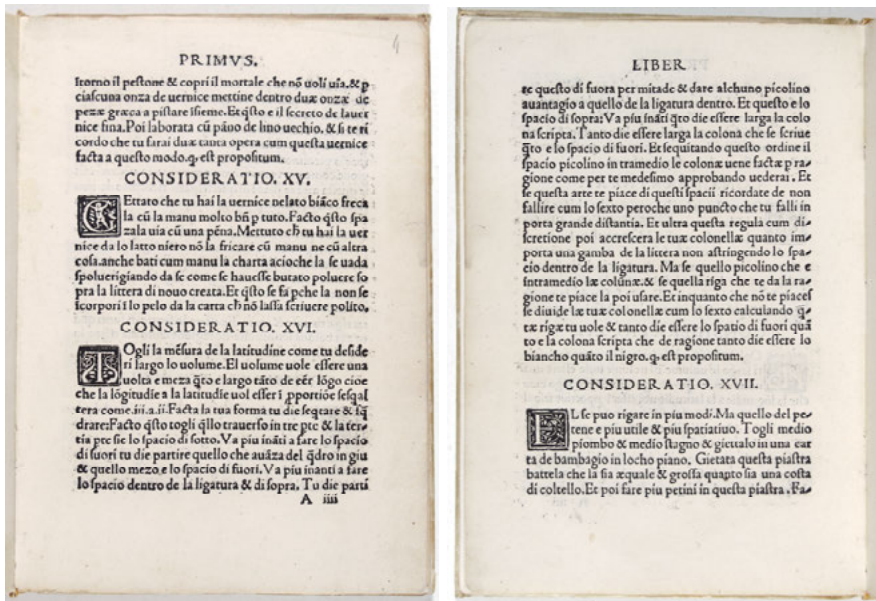 PRIMVS.
ſtorno il peſtone & copri il mortale che nõ uoli uia.& p
ciaſcuna onza de uernice mettine dentro duæ onzæ de
pezæ græca a piſtare iſſieme.Et qſto e il ſecreto de lauer
nice fina.Poi laborata cũ pãno de lino uechio. & ſi te ri
cordo che tu farai duæ tanta opera cum queſta uernice
facta a queſto modo.q. eſt propoſitum.
CONSIDERATIO. XV.
GEttato che tu hai la uernice nelato biãco freca
la cũ la manu molto bñ p tuto.Facto qſto ſpa
zala uia cũ una pẽna.Mettuto ch tu hai la uer
nice da lo latto niero nõ la fricare cũ manu ne cũ altra
coſa.anche bati cum manu la charta acioche la ſe uada
ſpoluerigiando da ſe come ſe haueſſe butato poluere ſo
pra la littera di nouo creata.Et qſto ſe fa pche la non ſe
ſcorpori ſ lo pelo da la carta ch nõ laſſa ſcriuere polito.
CONSIDERATIO. XVI.
TOgli la mẽſura de la latitudine come tu deſide
ri largo lo uolume.El uolume uole eſſere una
uolta e meza qto e largo tãto de eẽr lõgo cioe
che la lõgitudie a la latitudie uol eſſer ĩ pportiõe ſeſqal
tera come.iii.a.ii.Facta la tua forma tu die ſeqtare & ſq
drare:Facto qſto togli qllo trauerſo in tre pte & la ter
tia pte ſie lo ſpacio di ſotto. Va piu inãti a fare lo ſpacio
di fuori tu die partire quello che auãza del qdro in giu
& quello mezo e lo ſpacio di fuori. Va piu inanti a fare
lo ſpacio dentro de la ligatura & di ſopra. Tu die parti
A iiii
LIBER
re queſto di fuora per mitade & dare alchuno picolino
auantagio a quello de la ligatura dentro. Et queſto e lo
ſpacio di ſopra: Va piu inãti qto die eſſere larga la colo
na ſcripta. Tanto die eſſere larga la colona che ſe ſcriue
qto e lo ſpacio di fuori. Et ſequitando queſto ordine il
ſpacio picolino in tramedio le colonæ uene factæ p ra⸗
gione come per te medeſimo approbando uederai. Et
ſe queſta arte te piace di queſti ſpacii ricordate de non
fallire cum lo ſexto peroche uno puncto che tu falli in
porta grande diſtantia. Et ultra queſta regula cum di⸗
ſcretione poi accreſcera le tuæ colonellæ quanto im⸗
porta una gamba de la littera non aſtringendo lo ſpa⸗
cio dentro de la ligatura. Ma ſe quello picolino che e
intramedio læ colũnæ.& ſe quella riga che te da la ra⸗
gione te piace la poi uſare.Et inquanto che nõ te piaceſ
ſe diuide læ tuæ colonellæ cum lo ſexto calculando q⸗
tæ rigæ tu uole & tanto die eſſere lo ſpatio di fuori quã
to e la colona ſcripta che de ragione tanto die eſſere lo
biancho quãto il nigro.q. eſt propoſitum.
CONSIDERATIO. XVII.
EL ſe puo rigare in piu modi.Ma quello del pe⸗
tene e piu utile & piu ſpatiatiuo. Togli medio
piombo & medio ſtagno & gietalo in una car
ta de bambagio in locho piano. Gietata queſta piaſtra
battela che la ſia æquale & groſſa quanto ſia una coſta
di coltello.Et poi fare piu petini in queſta piaſtra . Fa⸗